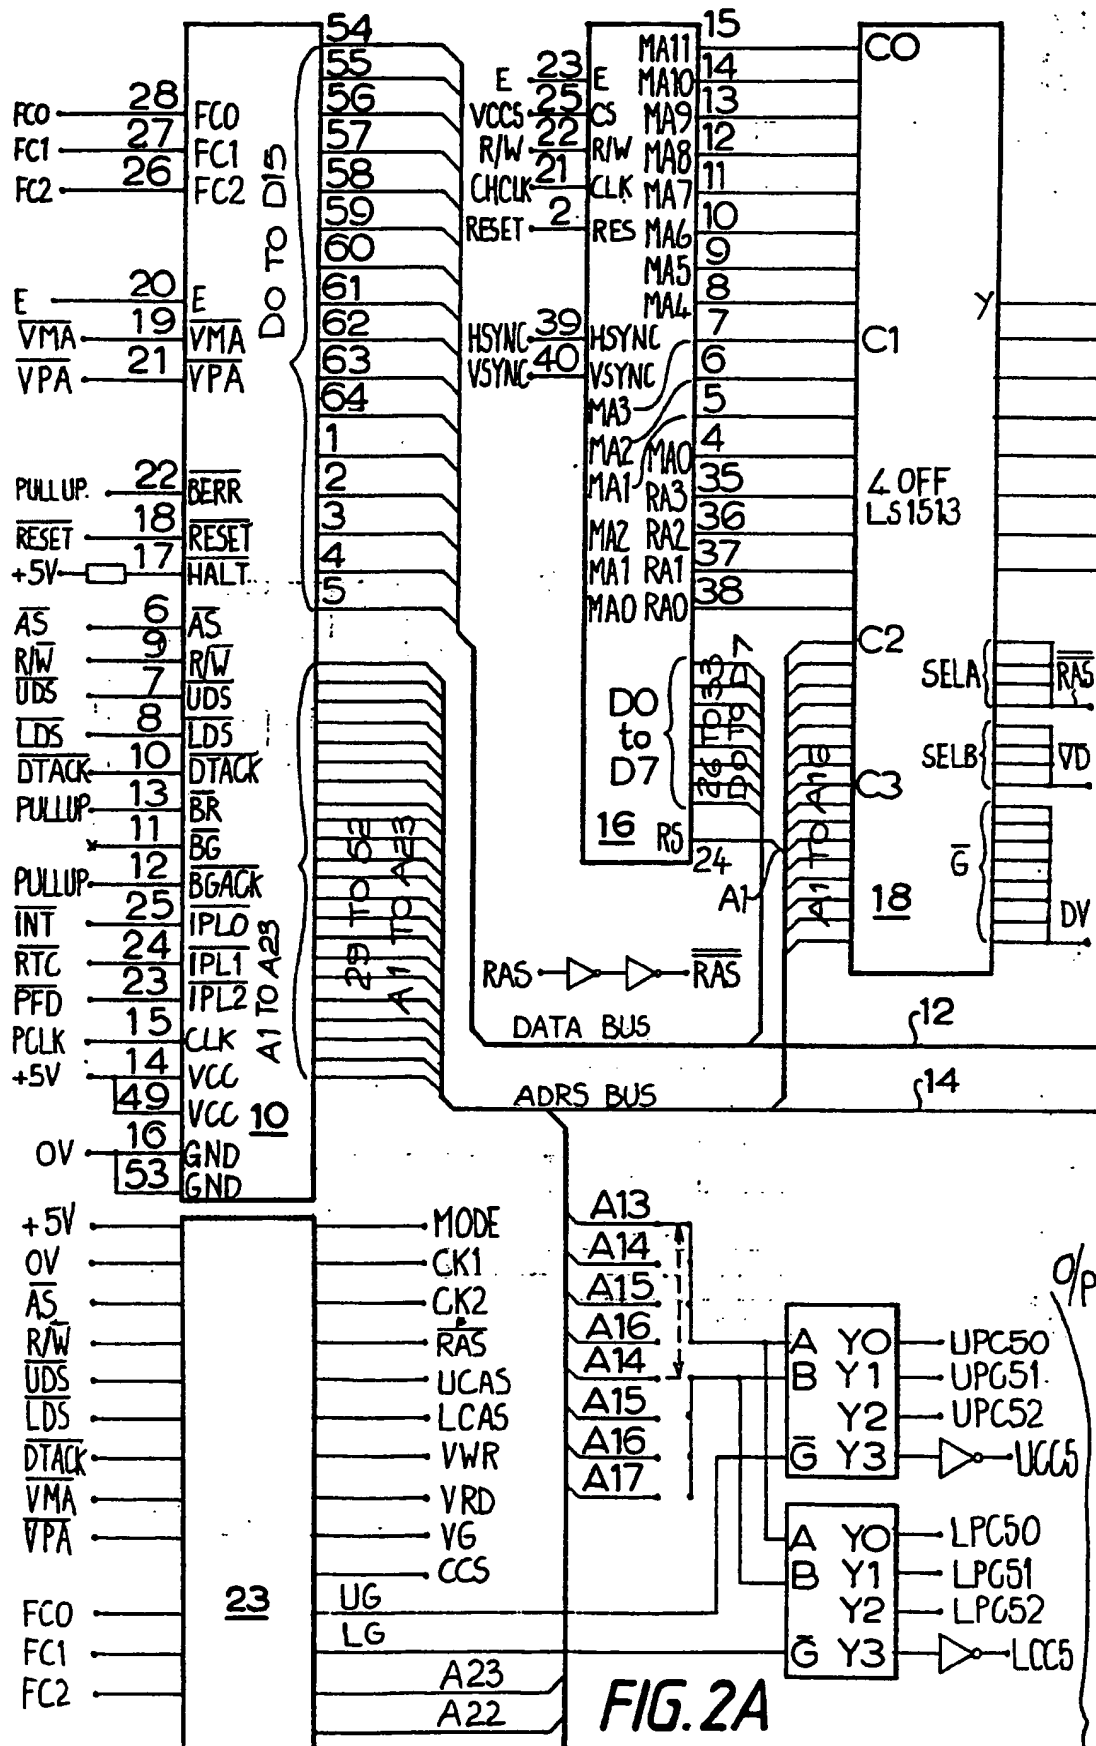 54
55
56
57
58
59
60
61
62
63
64
1
2
3
4
5
FC0 28 FC0
FC1 27 FC1
FC2 26 FC2
D0 TO D15
E 20 E
VMA 19 VMA
VPA 21 VPA
PULLUP. 22 BERR
RESET 18 RESET
+5V 17 HALT
AS 6 AS
R/W 9 R/W
UDS 7 UDS
LDS 8 LDS
DTACK 10 DTACK
PULLUP 13 BR
11 BG
PULLUP 12 BGACK
INT 25 IPL0
RTC 24 IPL1
PFD 23 IPL2
PCLK 15 CLK
+5V 14 VCC
49 VCC
0V 16 GND
53 GND
10
A1 TO A23
29 TO 52
A1 TO A23
E 23 E
VCCS 25 CS
R/W 22 R/W
CHCLK 21 CLK
RESET 2 RES
HSYNC 39 HSYNC
VSYNC 40 VSYNC
MA3
MA2
MA1
MA2
MA1
MA0
MA11 15
MA10 14
MA9 13
MA8 12
MA7 11
MA6 10
MA5 9
MA4 8
7
6
5
MA0 4
RA3 35
RA2 36
RA1 37
RA0 38
D0
to
D7
26 TO 33
D0 TO D7
16
RS
24
A1
C0
C1
C2
C3
Y
4 OFF
LS1513
SELA RAS
SELB VD
G DV
18
RAS RAS
DATA BUS 12
ADRS BUS 14
+5V
0V
AS
R/W
UDS
LDS
DTACK
VMA
VPA
FC0
FC1
FC2
23
MODE
CK1
CK2
RAS
UCAS
LCAS
VWR
VRD
VG
CCS
UG
LG
A23
A22
A13
A14
A15
A16
A14
A15
A16
A17
A Y0 UPC50
B Y1 UPC51
Y2 UPC52
G Y3 UCC5
A Y0 LPC50
B Y1 LPC51
Y2 LPC52
G Y3 LCC5
O/P
FIG. 2A